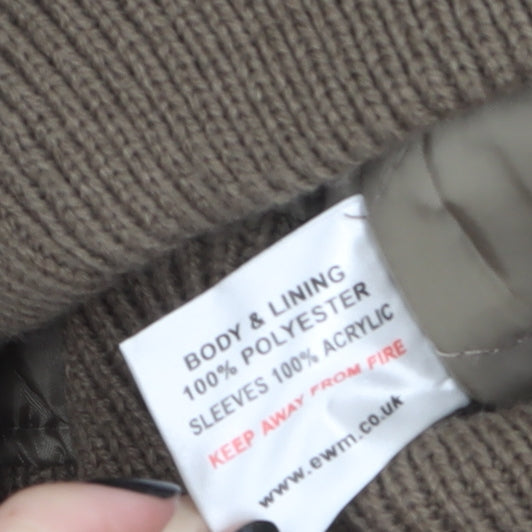 BODY & LINING
100% POLYESTER
SLEEVES 100% ACRYLIC
KEEP AWAY FROM FIRE
www.ewm.co.uk